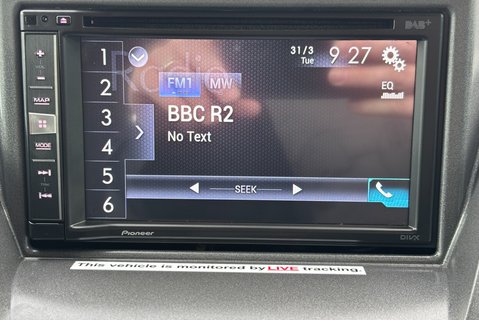 DAB+
MAP
MODE
1
2
3
4
5
6
Radio
31/3
Tue
9 27
FM1 MW
EQ
BBC R2
No Text
SEEK
Pioneer
DIVX
This vehicle is monitored by LIVE tracking.